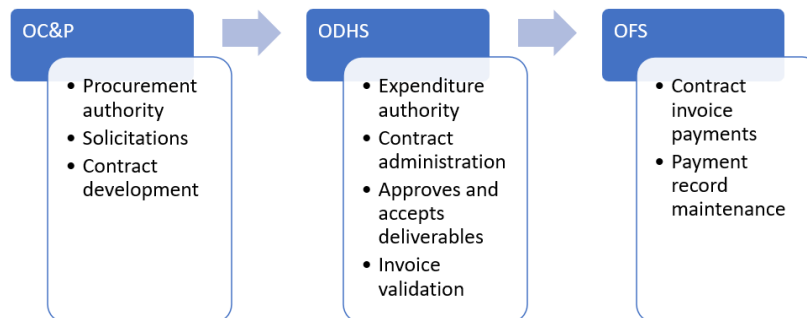 OC&P
• Procurement
authority
• Solicitations
• Contract
development
ODHS
• Expenditure
authority
• Contract
administration
• Approves and
accepts
deliverables
• Invoice
validation
OFS
• Contract
invoice
payments
• Payment
record
maintenance